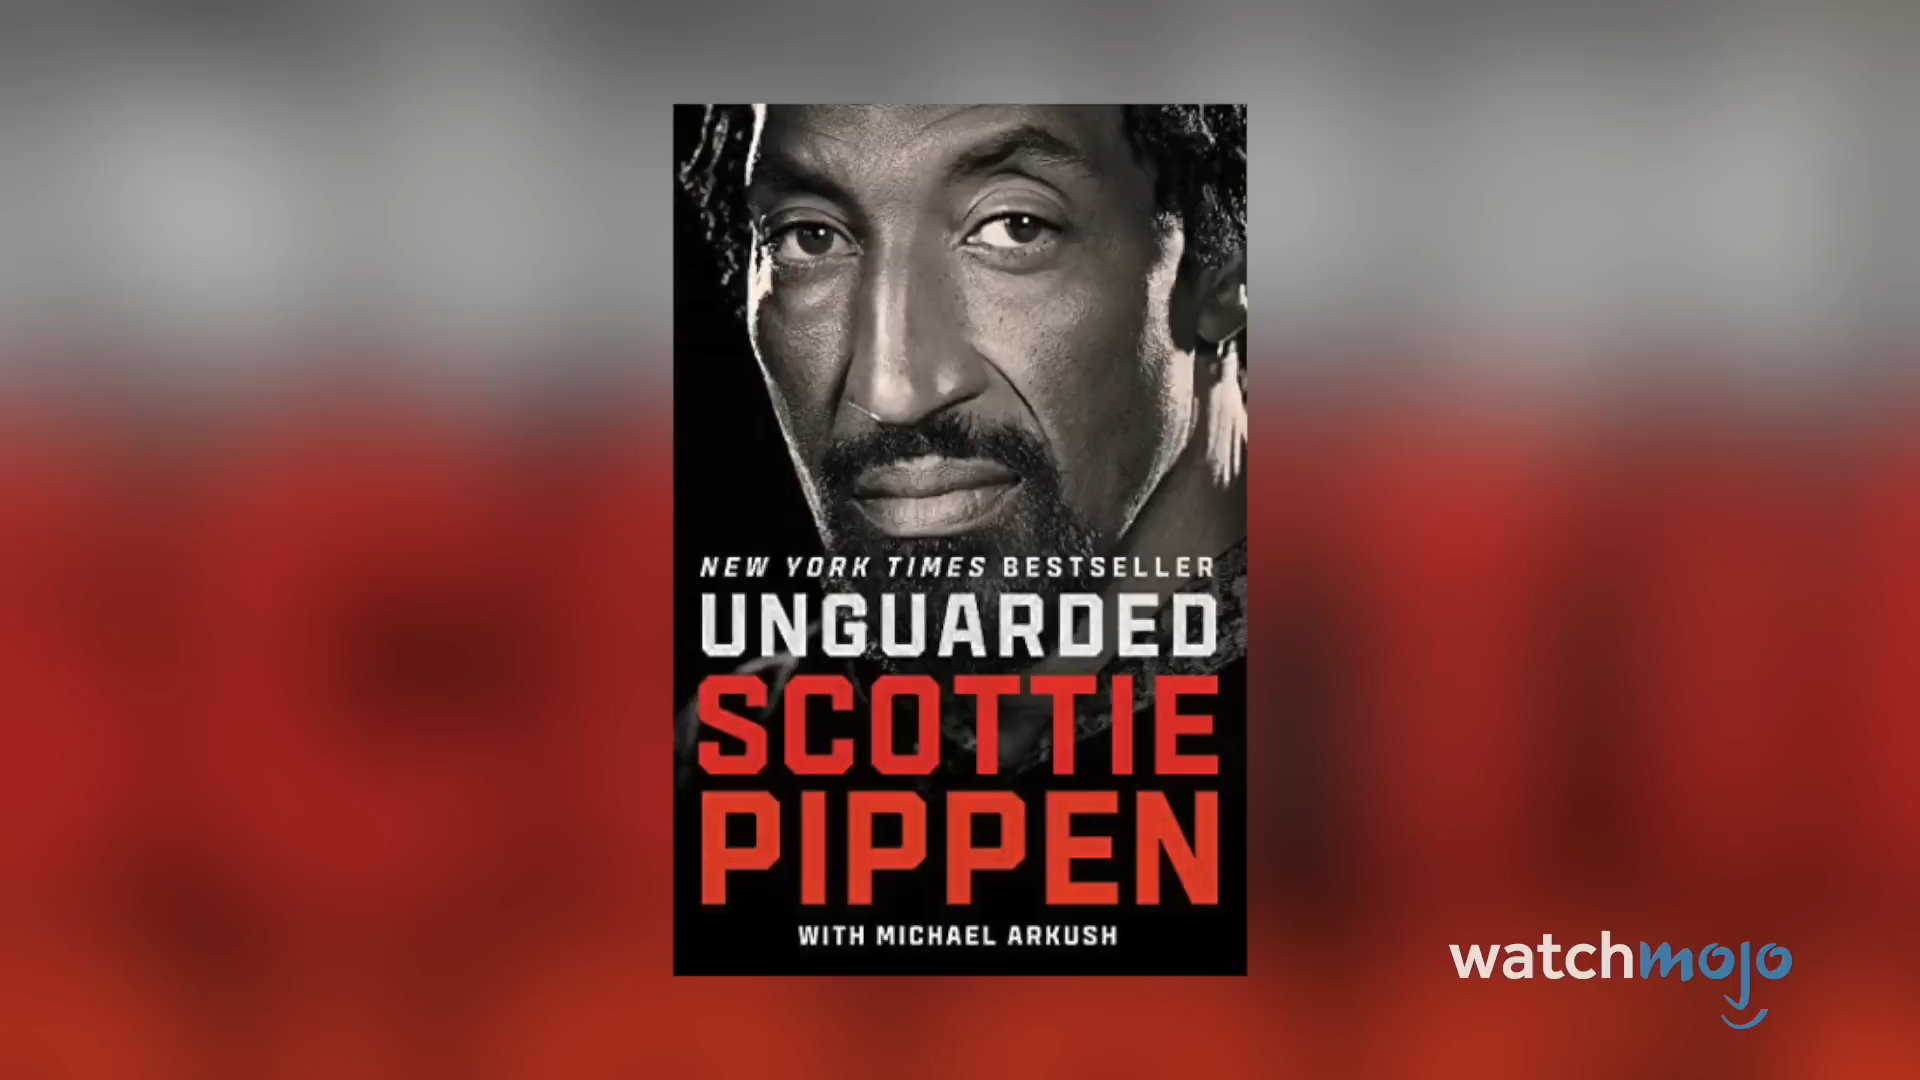 NEW YORK TIMES BESTSELLER
UNGUARDED
SCOTTIE
PIPPEN
WITH MICHAEL ARKUSH
watchmojo